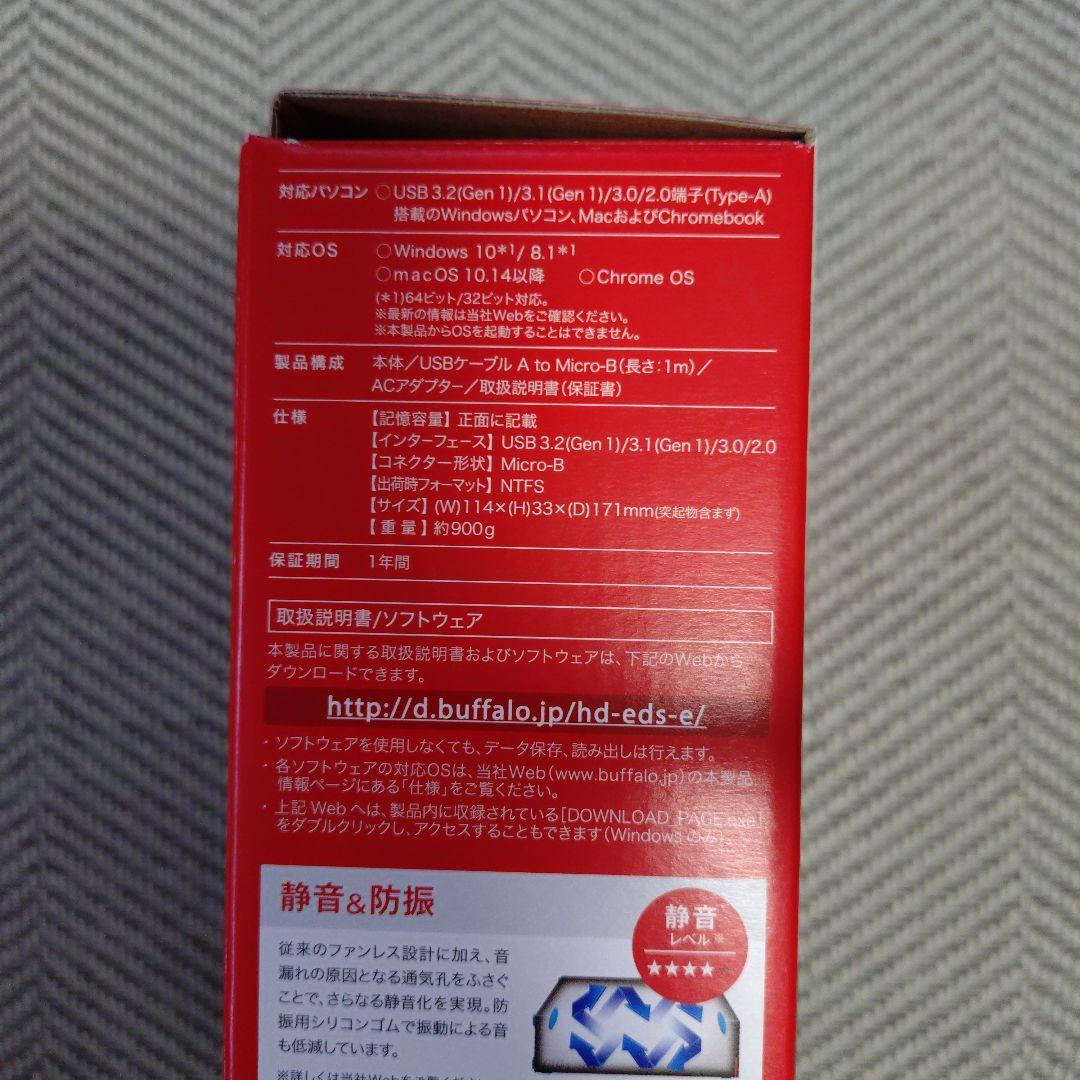 対応パソコン ○USB 3.2(Gen 1)/3.1(Gen 1)/3.0/2.0端子(Type-A)
搭載のWindowsパソコン、MacおよびChromebook
対応OS ○Windows 10*1/ 8.1*1
○macOS 10.14以降 ○Chrome OS
(*1)64ビット/32ビット対応。
※最新の情報は当社Webをご確認ください。
※本製品からOSを起動することはできません。
製品構成 本体/USBケーブル A to Micro-B(長さ:1m)/
ACアダプター/取扱説明書(保証書)
仕様 【記憶容量】正面に記載
【インターフェース】USB 3.2(Gen 1)/3.1(Gen 1)/3.0/2.0
【コネクター形状】Micro-B
【出荷時フォーマット】NTFS
【サイズ】(W)114×(H)33×(D)171mm(突起物含まず)
【重量】約900g
保証期間 1年間
取扱説明書/ソフトウェア
本製品に関する取扱説明書およびソフトウェアは、下記のWebから
ダウンロードできます。
http://d.buffalo.jp/hd-eds-e/
・ソフトウェアを使用しなくても、データ保存、読み出しは行えます。
・各ソフトウェアの対応OSは、当社Web(www.buffalo.jp)の本製品
情報ページにある「仕様」をご覧ください。
・上記 Web へは、製品内に収録されている[DOWNLOAD_PAGE.exe]
をダブルクリックし、アクセスすることもできます(Windows のみ)。
静音&防振
静音
レベル※
★★★★☆
従来のファンレス設計に加え、音
漏れの原因となる通気孔をふさぐ
ことで、さらなる静音化を実現。防
振用シリコンゴムで振動による音
も低減しています。
※詳しくは当社Webをご覧ください